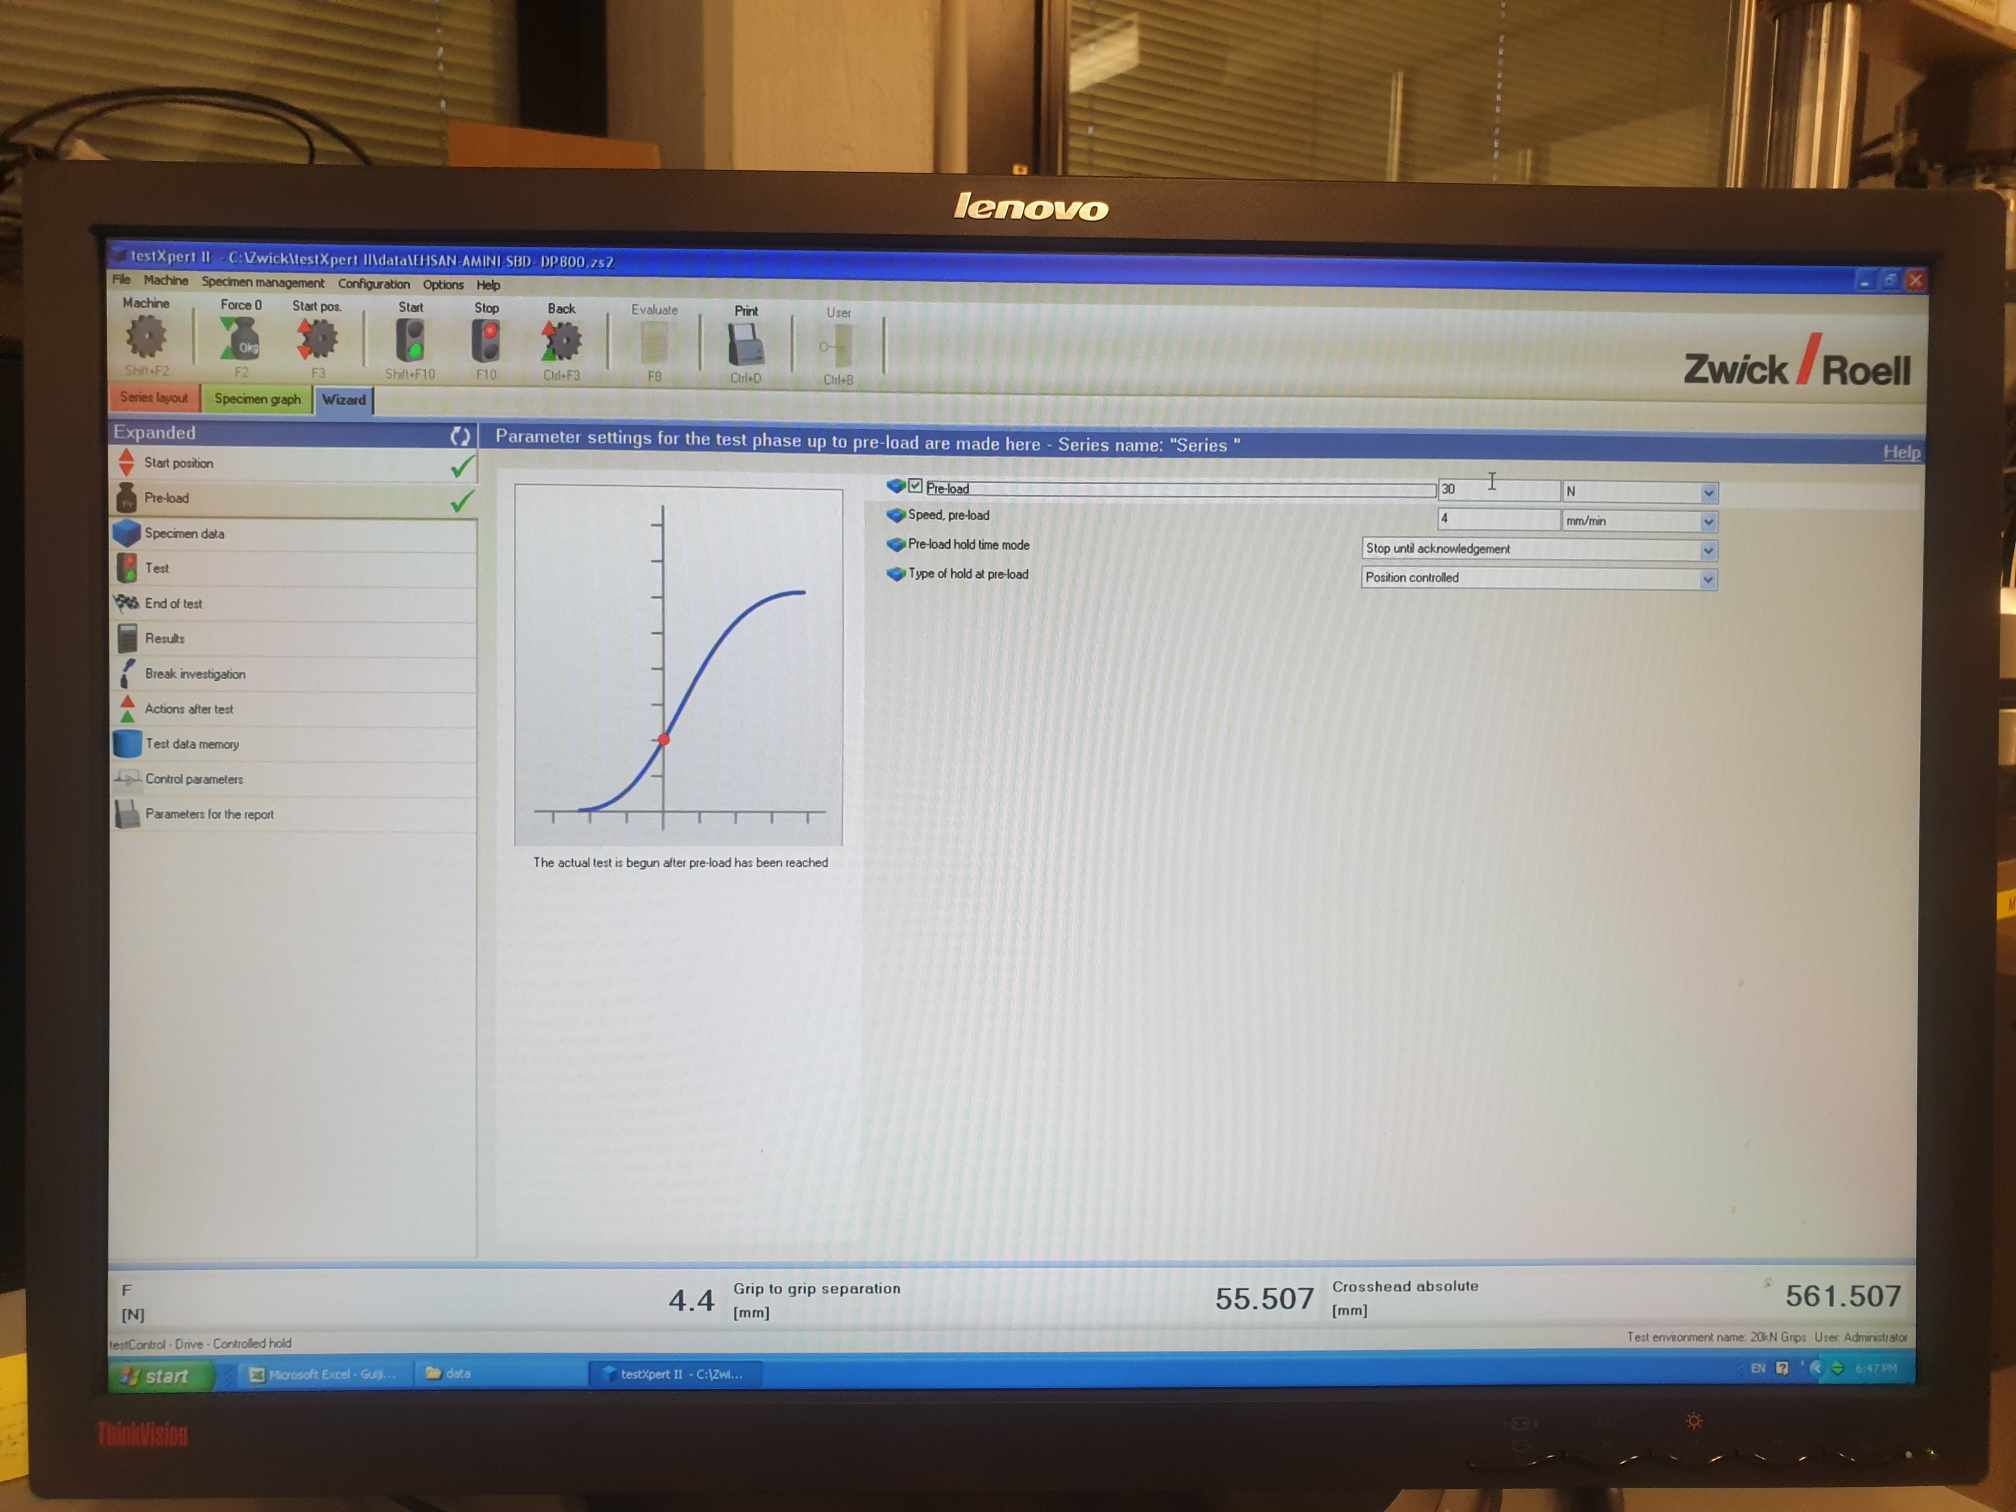 lenovo
testXpert II - C:\Zwick\testXpert II\data\EHSAN-AMINI SBD- DP800.zs2
File Machine Specimen management Configuration Options Help
Machine Force 0 Start pos. Start Stop Back Evaluate Print User
0kg
Shift+F2 F2 F3 Shift+F10 F10 Ctrl+F3 F8 Ctrl+D Ctrl+B
Zwick / Roell
Series layout Specimen graph Wizard
Expanded
Parameter settings for the test phase up to pre-load are made here - Series name: "Series "
Help
Start position
Pre-load
Specimen data
Test
End of test
Results
Break investigation
Actions after test
Test data memory
Control parameters
Parameters for the report
Pre-load 30 N
Speed, pre-load 4 mm/min
Pre-load hold time mode Stop until acknowledgement
Type of hold at pre-load Position controlled
The actual test is begun after pre-load has been reached
F
[N]
4.4
Grip to grip separation
[mm]
55.507
Crosshead absolute
[mm]
561.507
testControl - Drive - Controlled hold
Test environment name: 20kN Grips User: Administrator
start
Microsoft Excel - Guij...
data
testXpert II - C:\Zwi...
EN
6:47 PM
ThinkVision